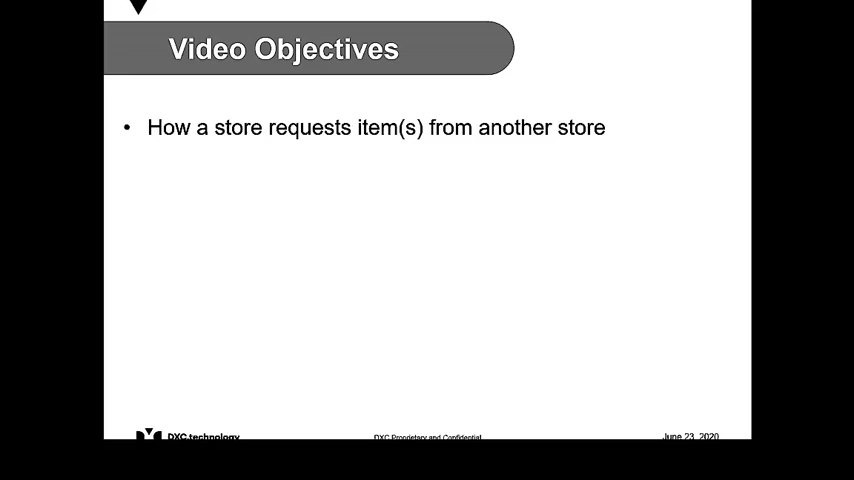 Video Objectives
• How a store requests item(s) from another store
DXC.technology
DXC Proprietary and Confidential
June 23, 2020